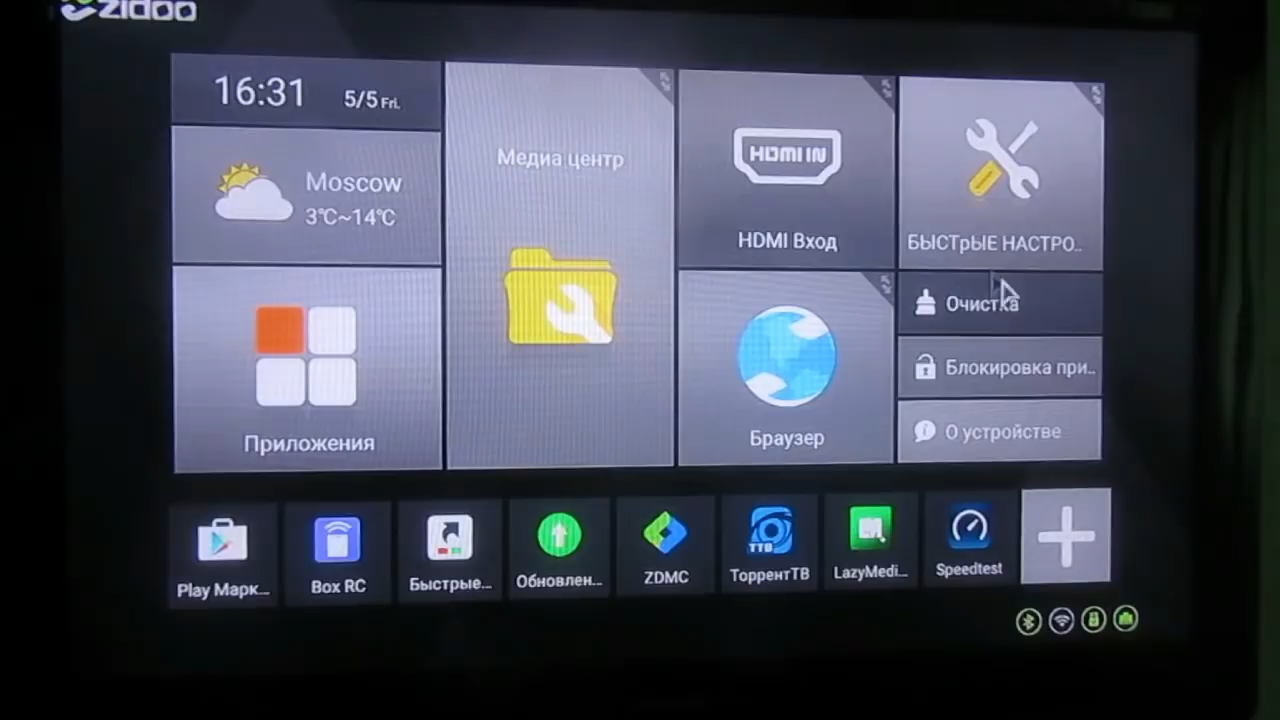 zidoo
16:31 5/5 Fri.
Moscow
3℃~14℃
Приложения
Медиа центр
HDMI IN
HDMI Вход
Браузер
БЫСТрЫЕ НАСТРО..
Очистка
Блокировка при..
О устройстве
Play Марк...
Box RC
Быстрые...
Обновлен...
ZDMC
TTB
ТоррентТВ
LazyMedi...
Speedtest